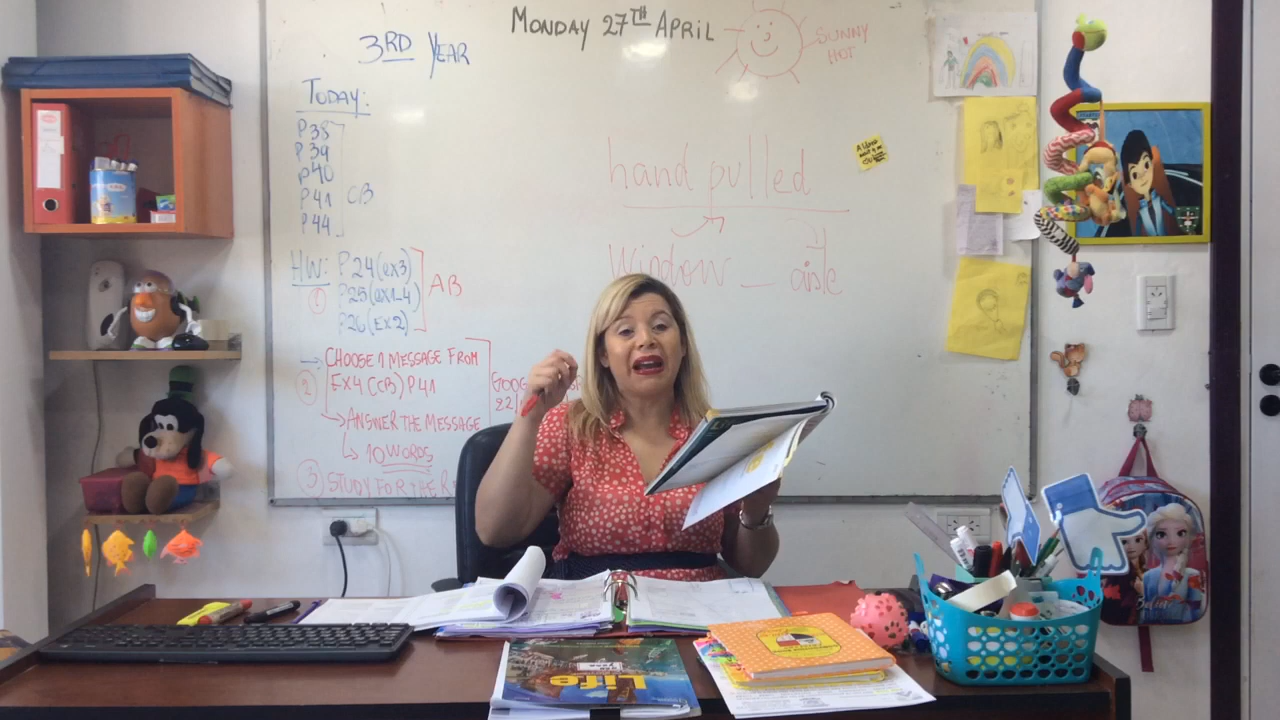 MONDAY 27TH APRIL
SUNNY
HOT
3RD YEAR
TODAY:
P38
P39
P40
P41
P44
CB
HW:
1
P24(EX3)
P25(EX1_4)
P26(EX2)
AB
hand pulled
window _ aisle
2
CHOOSE 1 MESSAGE FROM
EX4(CB)P41
ANSWER THE MESSAGE
10 WORDS
3
STUDY FOR THE
Life